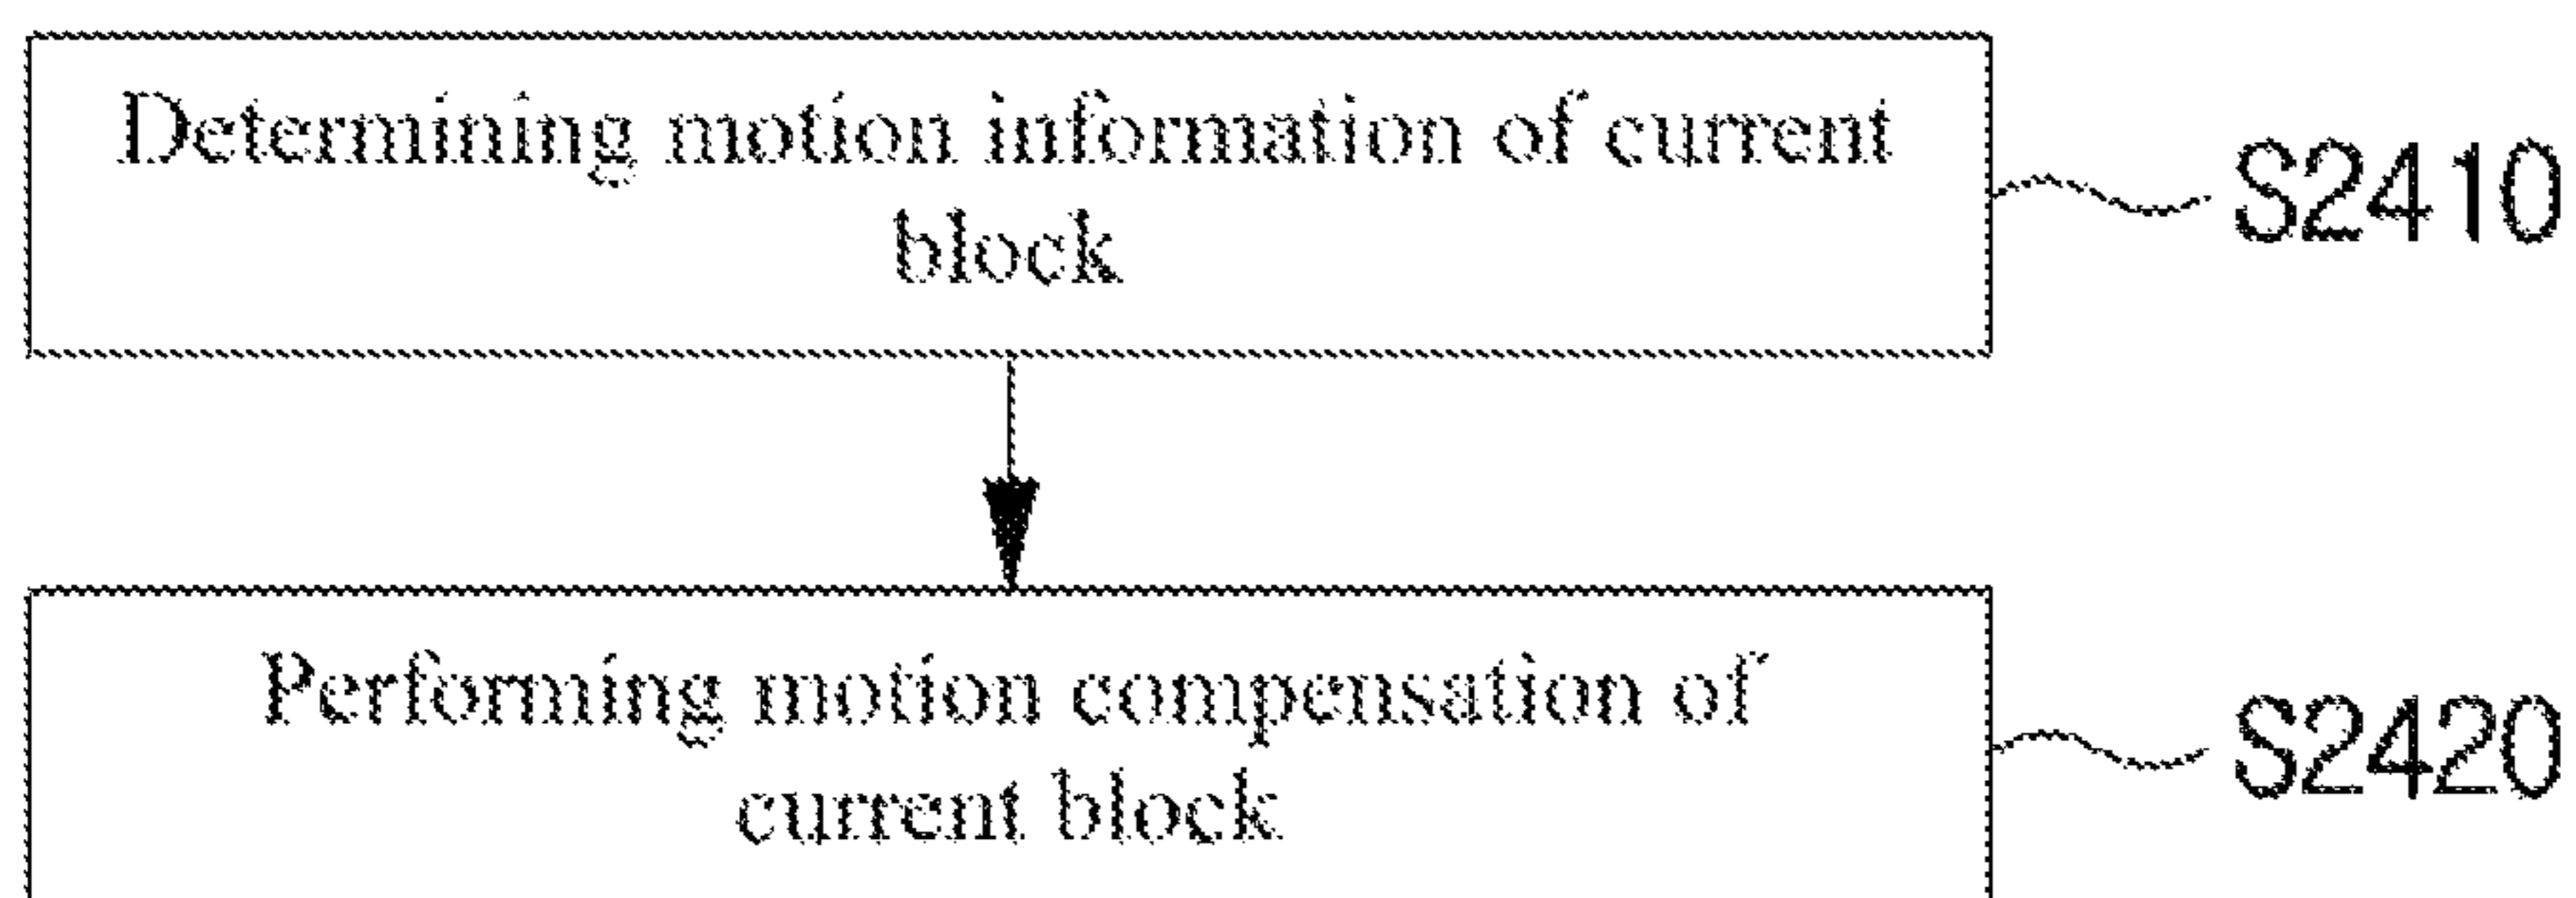 Determining motion information of current
block
S2410
Performing motion compensation of
current block
S2420